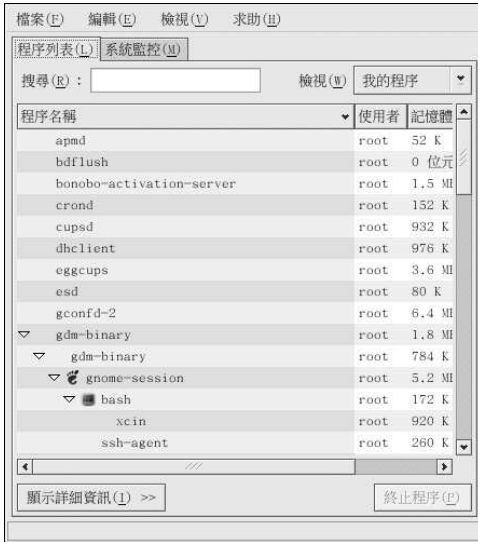 檔案(F) 編輯(E) 檢視(V) 求助(H)
程序列表(L) 系統監控(M)
搜尋(R) : 檢視(W) 我的程序
程序名稱 使用者 記憶體
apmd root 52 K
bdflush root 0 位元
bonobo-activation-server root 1.5 MB
crond root 152 K
cupsd root 932 K
dhclient root 976 K
eggcups root 3.6 MB
esd root 80 K
gconfd-2 root 6.4 MB
gdm-binary root 1.8 MB
gdm-binary root 784 K
gnome-session root 5.2 MB
bash root 172 K
xcin root 920 K
ssh-agent root 260 K
顯示詳細資訊(I) >> 終止程序(P)